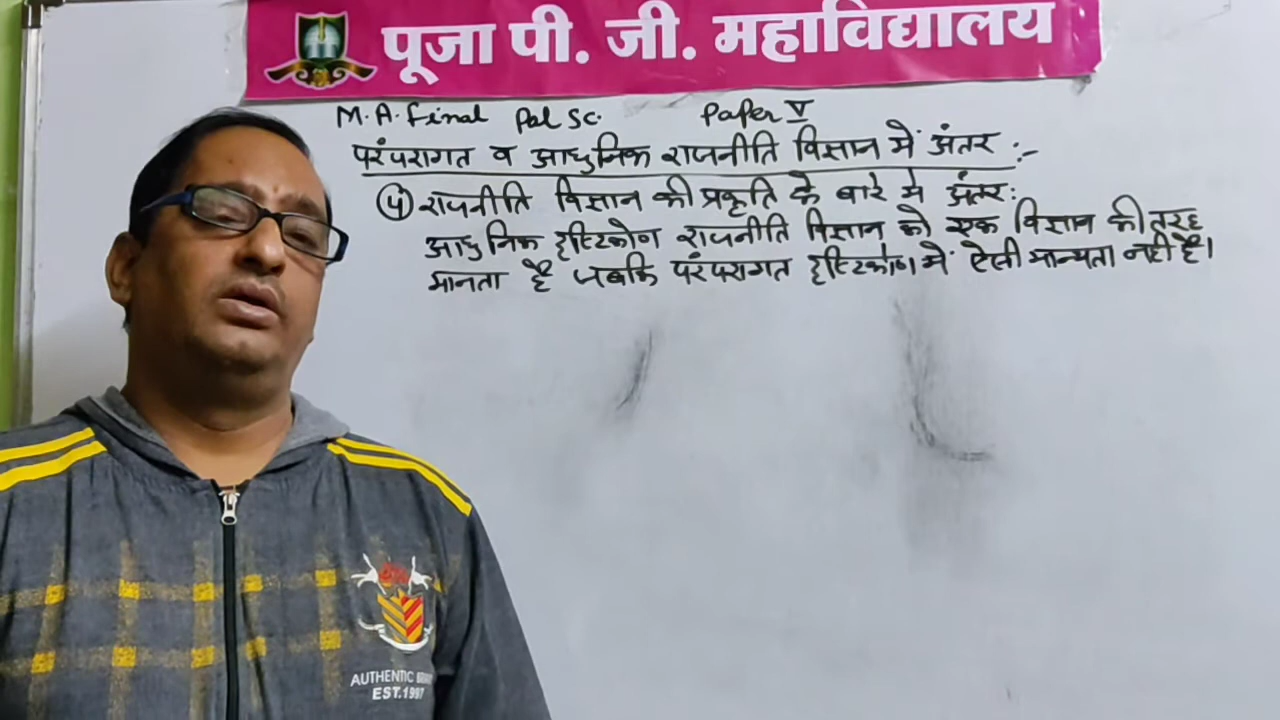 पूजा पी. जी. महाविद्यालय
M.A. Final Pol Sc. Paper V
परंपरागत व आधुनिक राजनीति विज्ञान में अंतर :-
④ राजनीति विज्ञान की प्रकृति के बारे में अंतर:
आधुनिक दृष्टिकोण राजनीति विज्ञान को एक विज्ञान की तरह
मानता है जबकि परंपरागत दृष्टिकोण में ऐसी मान्यता नहीं है।
AUTHENTIC
EST.1997